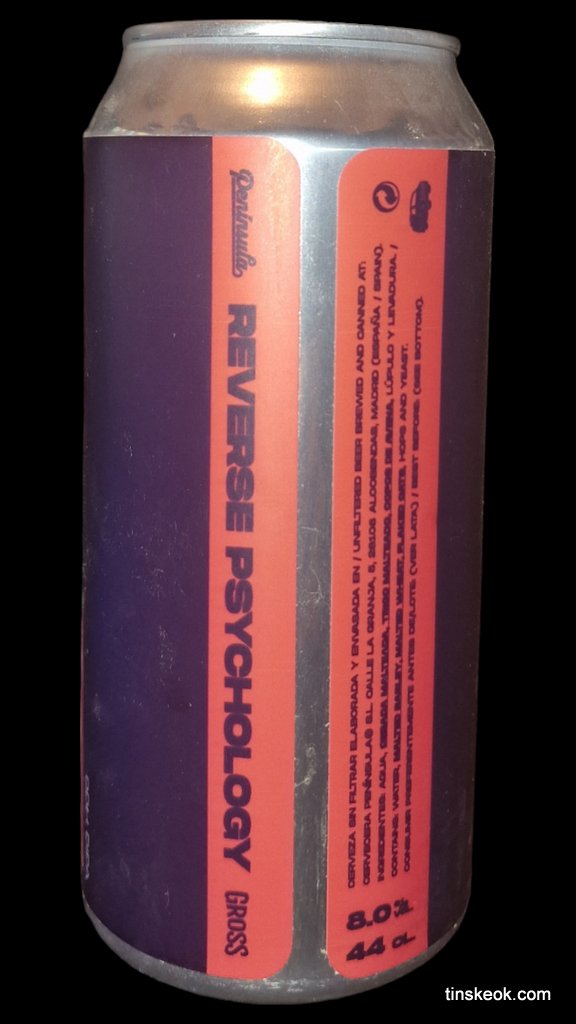 Península
REVERSE PSYCHOLOGY
GROSS
CERVEZA SIN FILTRAR ELABORADA Y ENVASADA EN / UNFILTERED BEER BREWED AND CANNED AT:
CERVECERA PENÍNSULA® S.L. CALLE LA GRANJA, 6, 28108 ALCOBENDAS, MADRID (ESPAÑA / SPAIN).
INGREDIENTES: AGUA, CEBADA MALTEADA, TRIGO MALTEADO, COPOS DE AVENA, LÚPULO Y LEVADURA. /
CONTAINS: WATER, MALTED BARLEY, MALTED WHEAT, FLAKED OATS, HOPS AND YEAST.
CONSUMIR PREFERENTEMENTE ANTES DE/LOTE: (VER LATA) / BEST BEFORE: (SEE BOTTOM).
8.0%
44 CL.
tinskeok.com